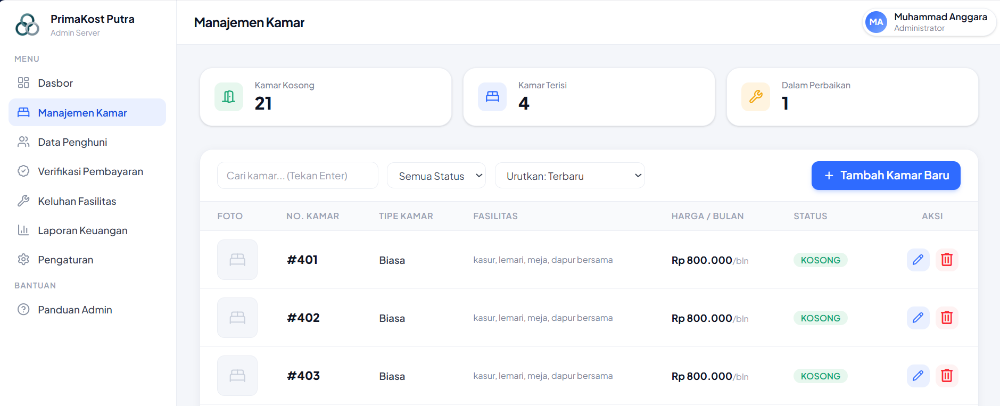 PrimaKost Putra
Admin Server
MENU
Dasbor
Manajemen Kamar
Data Penghuni
Verifikasi Pembayaran
Keluhan Fasilitas
Laporan Keuangan
Pengaturan
BANTUAN
Panduan Admin
Manajemen Kamar
MA
Muhammad Anggara
Administrator
Kamar Kosong
21
Kamar Terisi
4
Dalam Perbaikan
1
Cari kamar... (Tekan Enter)
Semua Status
Urutkan: Terbaru
+ Tambah Kamar Baru
FOTO NO. KAMAR TIPE KAMAR FASILITAS HARGA / BULAN STATUS AKSI
#401 Biasa kasur, lemari, meja, dapur bersama Rp 800.000/bln KOSONG
#402 Biasa kasur, lemari, meja, dapur bersama Rp 800.000/bln KOSONG
#403 Biasa kasur, lemari, meja, dapur bersama Rp 800.000/bln KOSONG